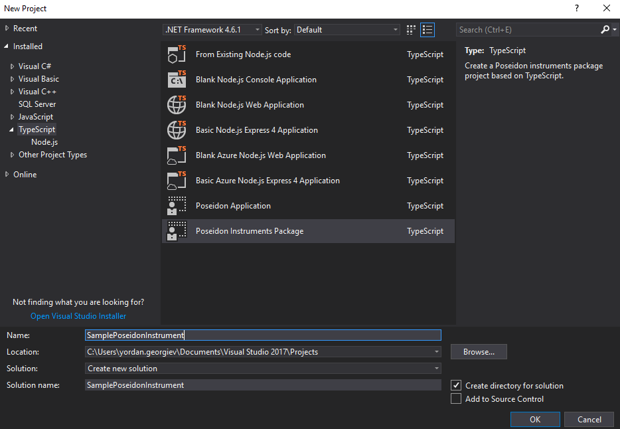 New Project
? ×
Recent
.NET Framework 4.6.1 Sort by: Default
Search (Ctrl+E)
Installed
Visual C#
Visual Basic
Visual C++
SQL Server
JavaScript
TypeScript
Node.js
Other Project Types
Online
Not finding what you are looking for?
Open Visual Studio Installer
TS From Existing Node.js code TypeScript
TS C:\ Blank Node.js Console Application TypeScript
TS Blank Node.js Web Application TypeScript
TS Basic Node.js Express 4 Application TypeScript
TS Blank Azure Node.js Web Application TypeScript
TS Basic Azure Node.js Express 4 Application TypeScript
Poseidon Application TypeScript
Poseidon Instruments Package TypeScript
Type: TypeScript
Create a Poseidon instruments package
project based on TypeScript.
Name: SamplePoseidonInstrument
Location: C:\Users\yordan.georgiev\Documents\Visual Studio 2017\Projects Browse...
Solution: Create new solution
Solution name: SamplePoseidonInstrument
Create directory for solution
Add to Source Control
OK Cancel